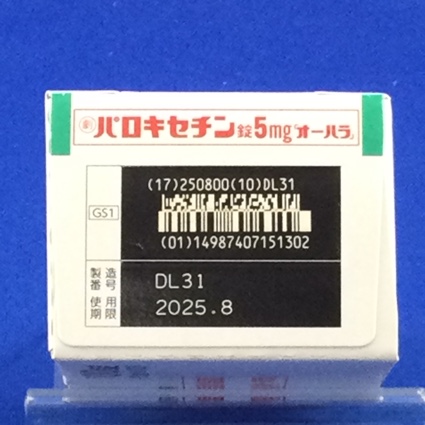 劇 パロキセチン錠5mg「オーハラ」
(17)250800(10)DL31
GS1
(01)14987407151302
製造番号 DL31
使用期限 2025.8